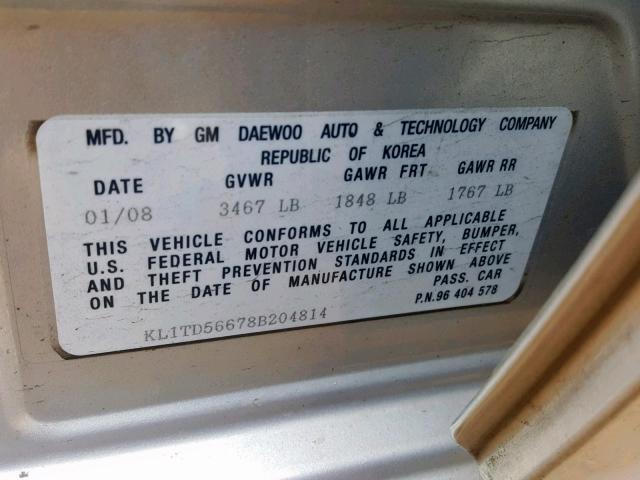 MFD. BY GM DAEWOO AUTO & TECHNOLOGY COMPANY
REPUBLIC OF KOREA
DATE GVWR GAWR FRT GAWR RR
01/08 3467 LB 1848 LB 1767 LB
THIS VEHICLE CONFORMS TO ALL APPLICABLE
U.S. FEDERAL MOTOR VEHICLE SAFETY, BUMPER,
AND THEFT PREVENTION STANDARDS IN EFFECT
ON THE DATE OF MANUFACTURE SHOWN ABOVE
PASS. CAR
P.N.96 404 578
KL1TD56678B204814